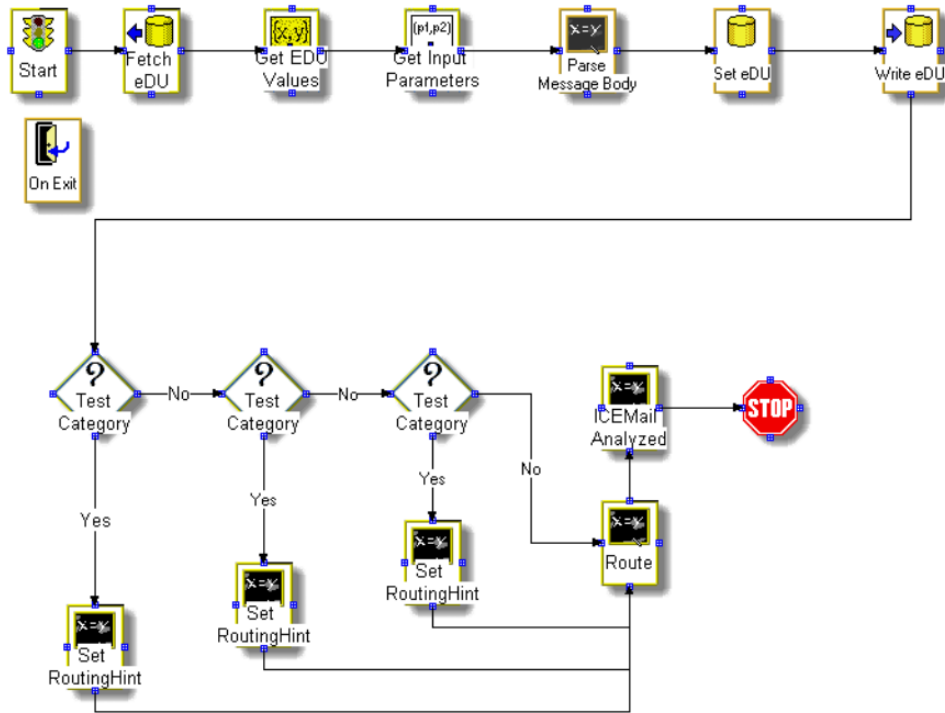 Start
Fetch
eDU
{x,y}
Get EDU
Values
(p1,p2)
Get Input
Parameters
x=y
Parse
Message Body
Set eDU
Write eDU
On Exit
?
Test
Category
No
?
Test
Category
No
?
Test
Category
No
x=y
ICEMail
Analyzed
STOP
Yes
Yes
Yes
x=y
Set
RoutingHint
x=y
Set
RoutingHint
x=y
Set
RoutingHint
x=y
Route